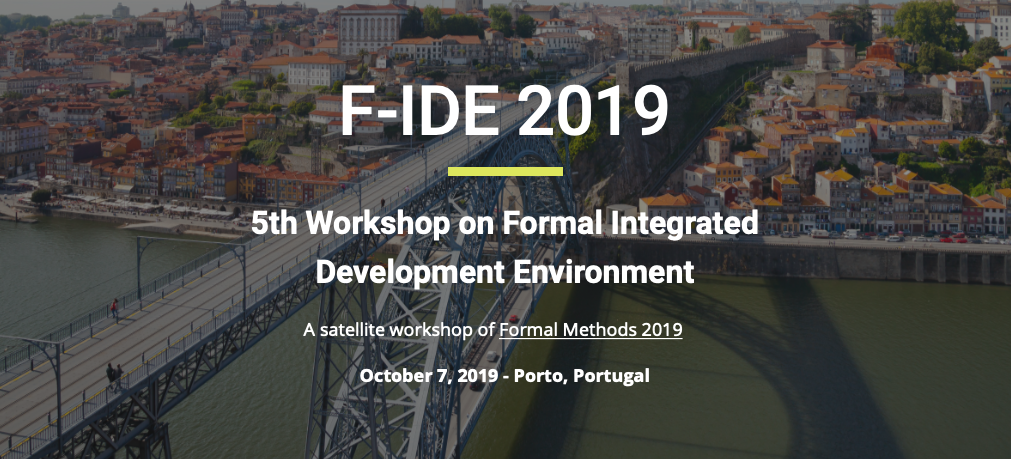 F-IDE 2019
5th Workshop on Formal Integrated
Development Environment
A satellite workshop of Formal Methods 2019
October 7, 2019 - Porto, Portugal